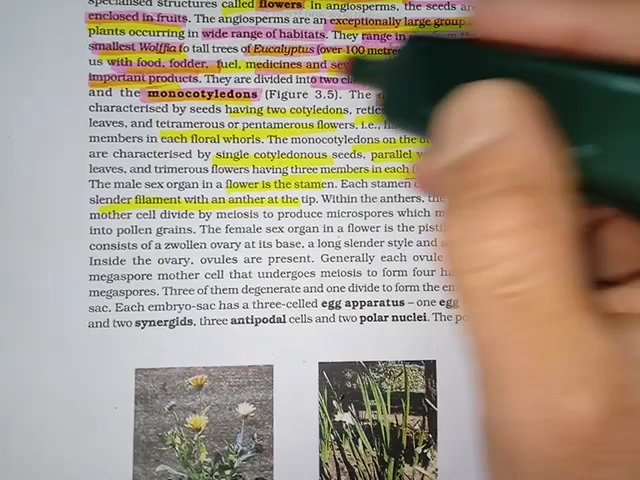 specialised structures called flowers. In angiosperms, the seeds are
enclosed in fruits. The angiosperms are an exceptionally large group
plants occurring in wide range of habitats. They range in
smallest Wolffia to tall trees of Eucalyptus (over 100 metres
us with food, fodder, fuel, medicines and
important products. They are divided into two
and the monocotyledons (Figure 3.5). The
characterised by seeds having two cotyledons,
leaves, and tetramerous or pentamerous flowers, i.e.,
members in each floral whorls. The monocotyledons on the
are characterised by single cotyledonous seeds, parallel
leaves, and trimerous flowers having three members in each
The male sex organ in a flower is the stamen. Each stamen
slender filament with an anther at the tip. Within the anthers, the
mother cell divide by meiosis to produce microspores which
into pollen grains. The female sex organ in a flower is the
consists of a zwollen ovary at its base, a long slender style and
Inside the ovary, ovules are present. Generally each ovule
megaspore mother cell that undergoes meiosis to form four
megaspores. Three of them degenerate and one divide to form the
sac. Each embryo-sac has a three-celled egg apparatus – one egg
and two synergids, three antipodal cells and two polar nuclei. The